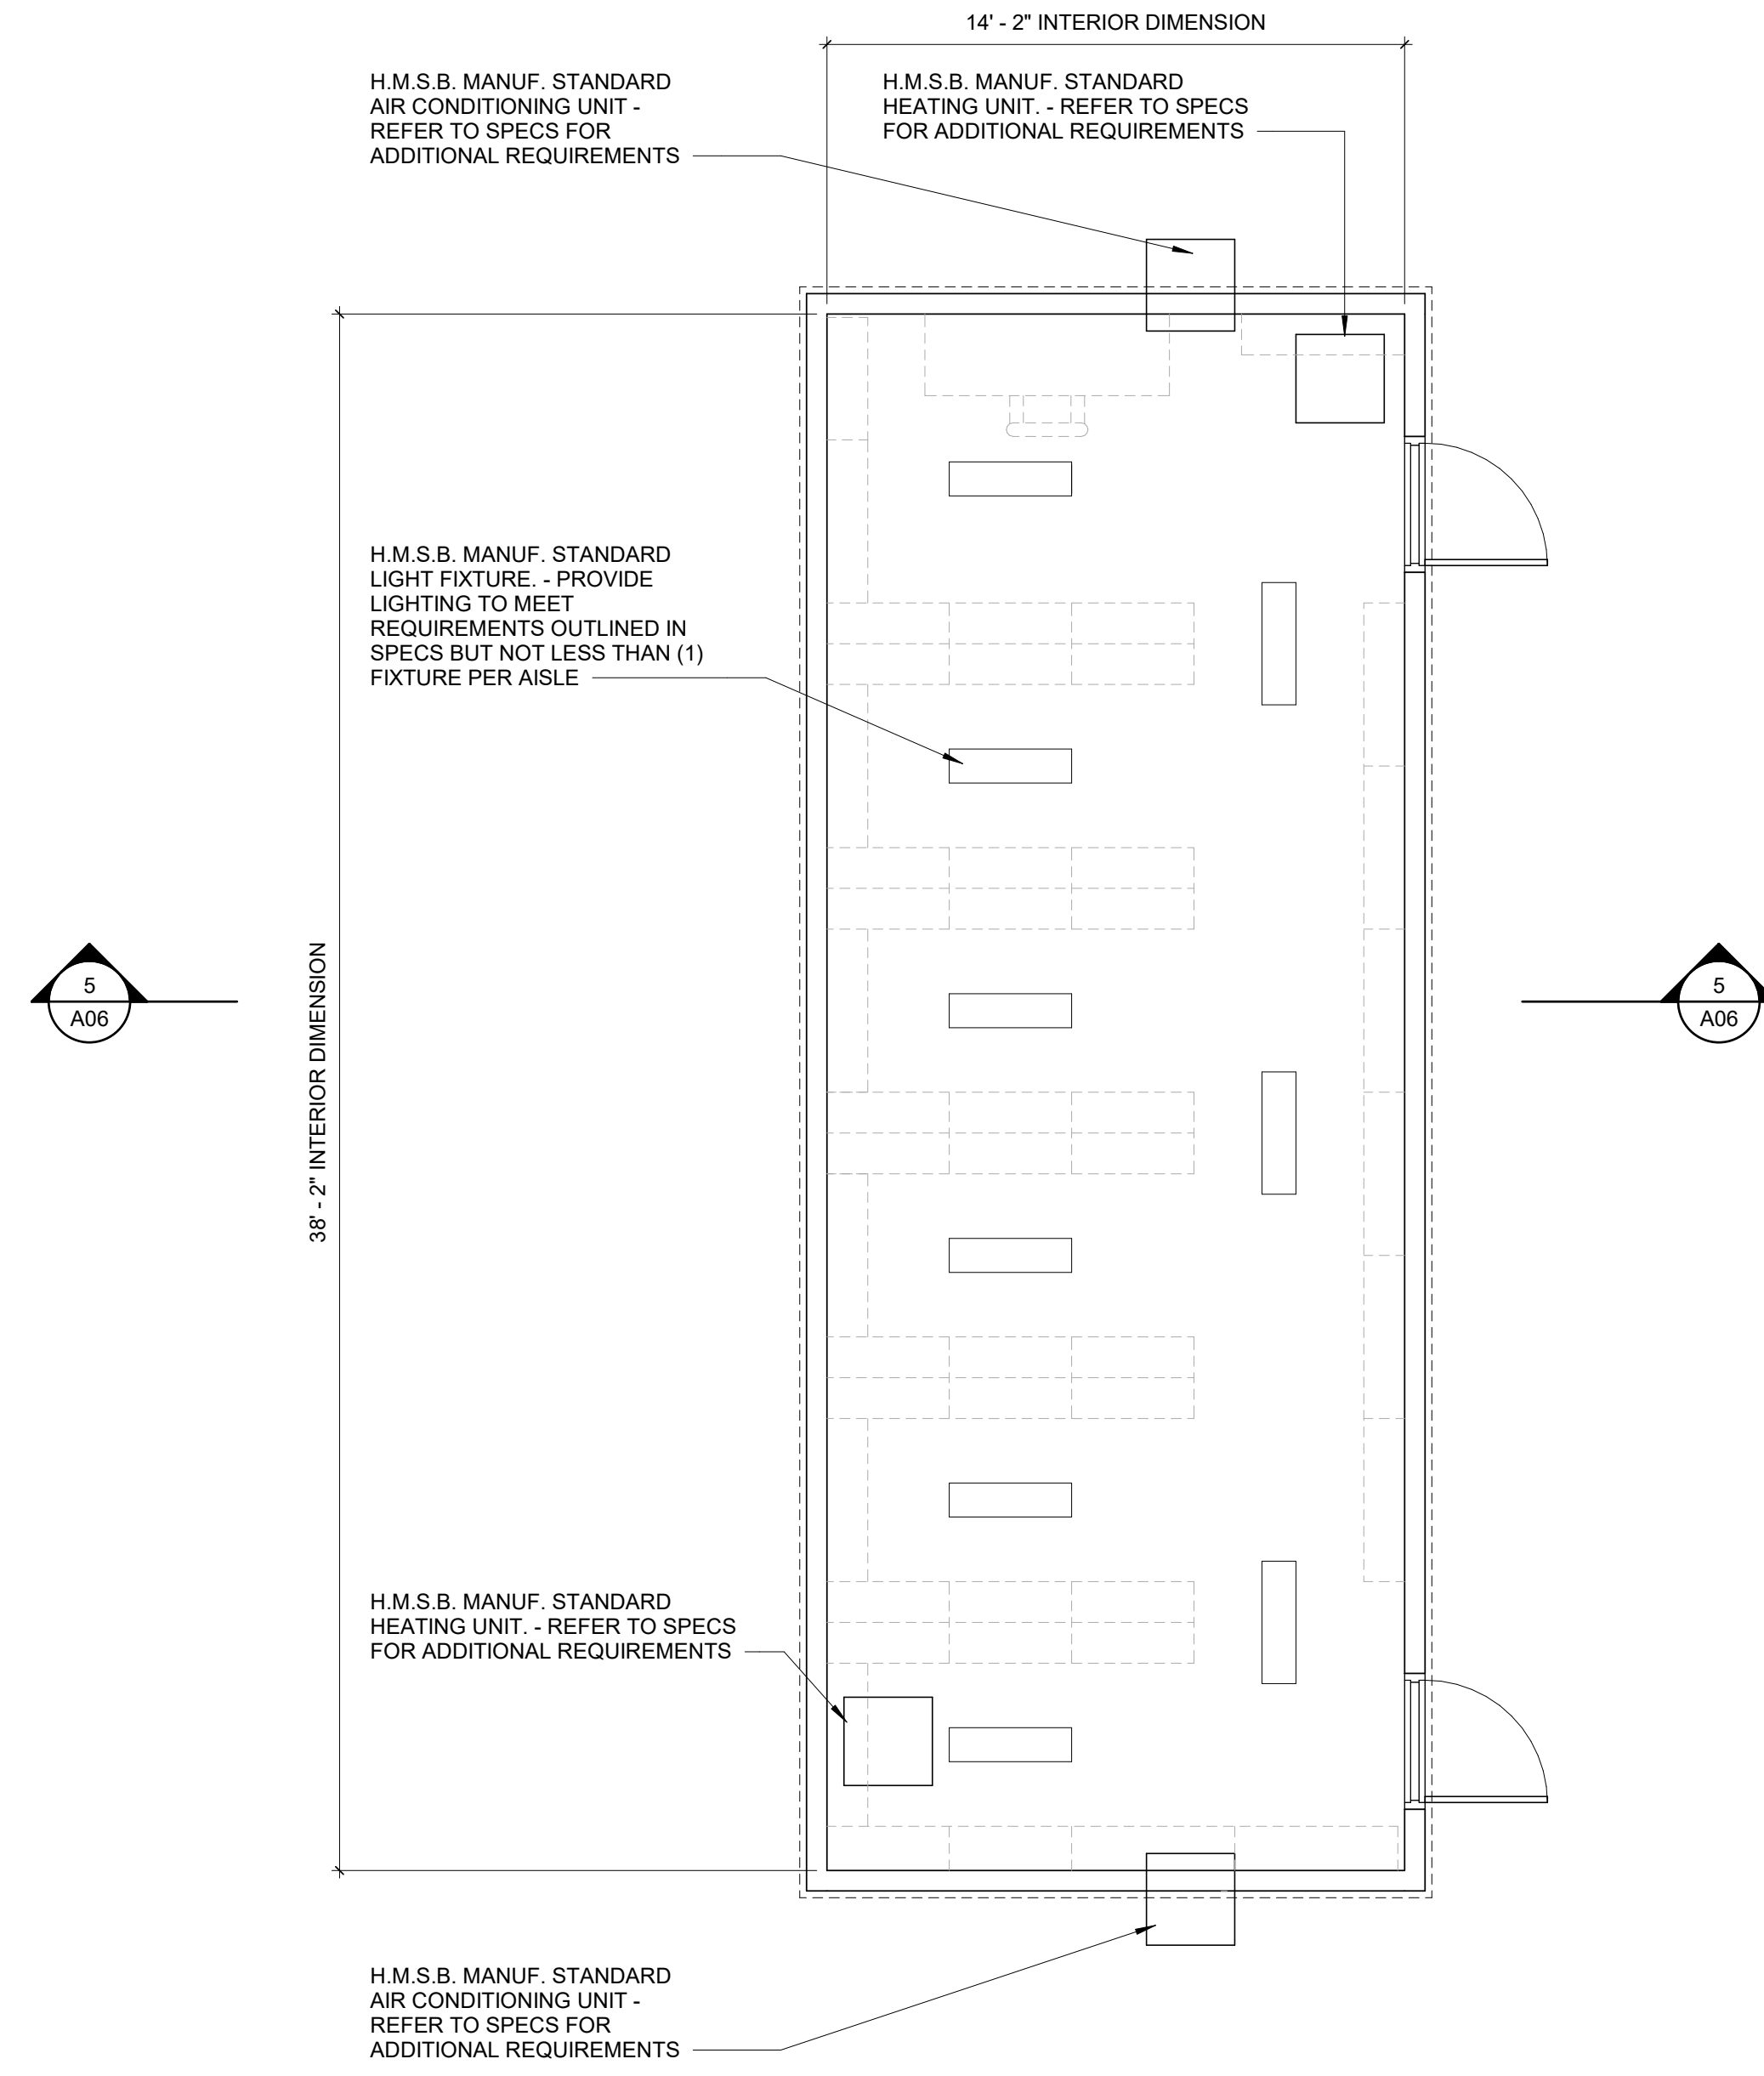 14' - 2" INTERIOR DIMENSION
H.M.S.B. MANUF. STANDARD
AIR CONDITIONING UNIT -
REFER TO SPECS FOR
ADDITIONAL REQUIREMENTS
H.M.S.B. MANUF. STANDARD
HEATING UNIT. - REFER TO SPECS
FOR ADDITIONAL REQUIREMENTS
H.M.S.B. MANUF. STANDARD
LIGHT FIXTURE. - PROVIDE
LIGHTING TO MEET
REQUIREMENTS OUTLINED IN
SPECS BUT NOT LESS THAN (1)
FIXTURE PER AISLE
5
A06
38' - 2" INTERIOR DIMENSION
5
A06
H.M.S.B. MANUF. STANDARD
HEATING UNIT. - REFER TO SPECS
FOR ADDITIONAL REQUIREMENTS
H.M.S.B. MANUF. STANDARD
AIR CONDITIONING UNIT -
REFER TO SPECS FOR
ADDITIONAL REQUIREMENTS